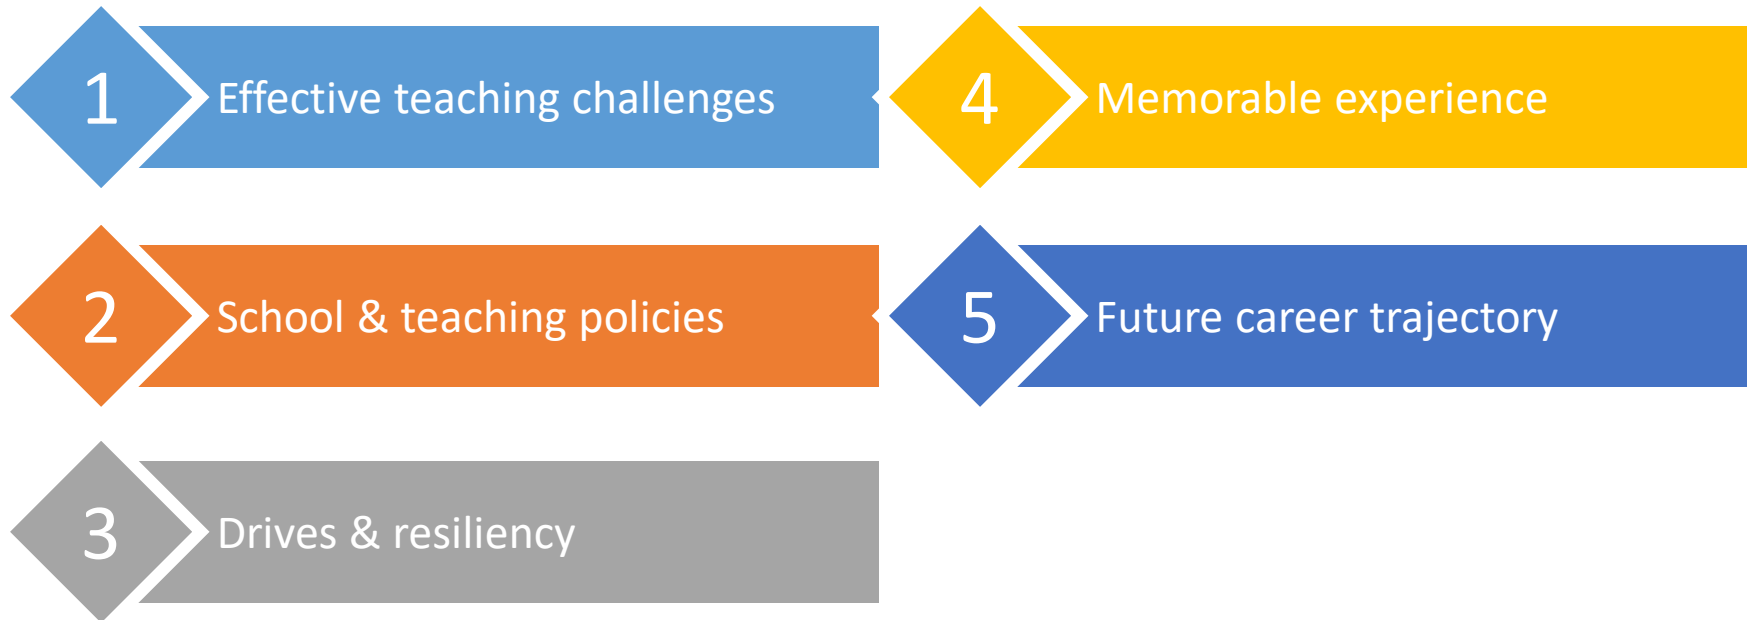 1
Effective teaching challenges
2
School & teaching policies
3
Drives & resiliency
4
Memorable experience
5
Future career trajectory